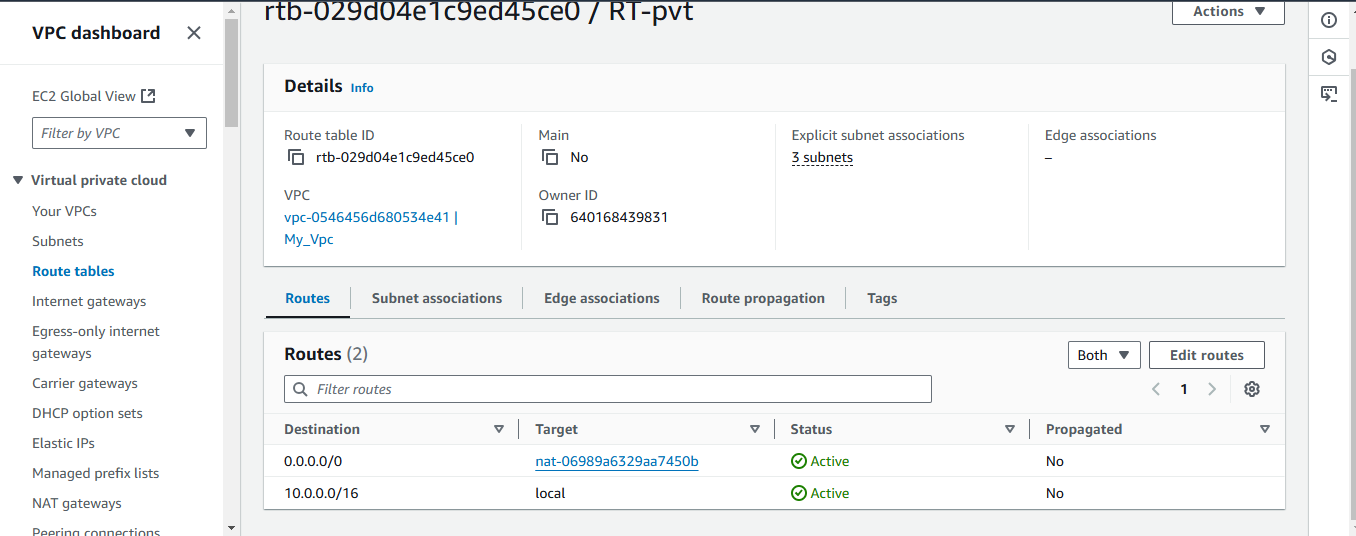 rtb-029d04e1c9ed45ce0 / RT-pvt
Actions
VPC dashboard
EC2 Global View
Filter by VPC
Virtual private cloud
Your VPCs
Subnets
Route tables
Internet gateways
Egress-only internet
gateways
Carrier gateways
DHCP option sets
Elastic IPs
Managed prefix lists
NAT gateways
Peering connections
Details Info
Route table ID
rtb-029d04e1c9ed45ce0
Main
No
Explicit subnet associations
3 subnets
Edge associations
–
VPC
vpc-0546456d680534e41 |
My_Vpc
Owner ID
640168439831
Routes Subnet associations Edge associations Route propagation Tags
Routes (2)
Both
Edit routes
Filter routes
1
Destination Target Status Propagated
0.0.0.0/0 nat-06989a6329aa7450b Active No
10.0.0.0/16 local Active No